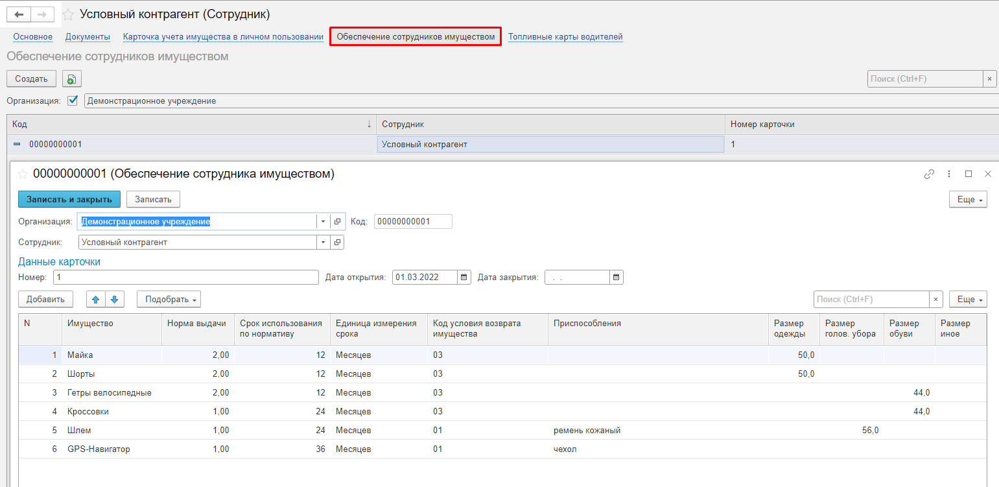 Условный контрагент (Сотрудник)
Основное Документы Карточка учета имущества в личном пользовании Обеспечение сотрудников имуществом Топливные карты водителей
Обеспечение сотрудников имуществом
Создать Поиск (Ctrl+F) ×
Организация: Демонстрационное учреждение
Код ↓ Сотрудник Номер карточки
00000000001 Условный контрагент 1
00000000001 (Обеспечение сотрудника имуществом)
Записать и закрыть Записать Еще
Организация: Демонстрационное учреждение Код: 00000000001
Сотрудник: Условный контрагент
Данные карточки
Номер: 1 Дата открытия: 01.03.2022 Дата закрытия: . .
Добавить Подобрать Поиск (Ctrl+F) × Еще
N Имущество Норма выдачи Срок использования Единица измерения Код условия возврата Приспособления Размер Размер Размер Размер
по нормативу срока имущества одежды голов. убора обуви иное
1 Майка 2,00 12 Месяцев 03 50,0
2 Шорты 2,00 12 Месяцев 03 50,0
3 Гетры велосипедные 2,00 12 Месяцев 03 44,0
4 Кроссовки 1,00 24 Месяцев 03 44,0
5 Шлем 1,00 24 Месяцев 01 ремень кожаный 56,0
6 GPS-Навигатор 1,00 36 Месяцев 01 чехол